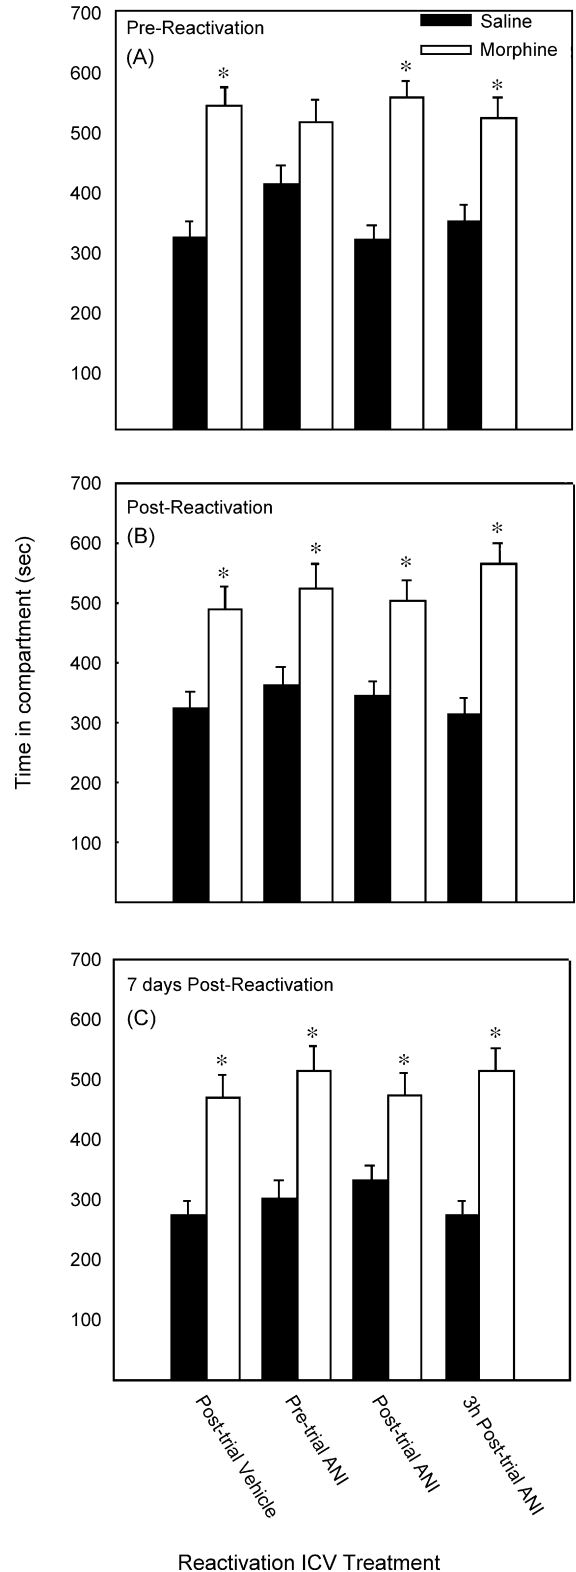 700
600
500
400
300
200
100
Pre-Reactivation
(A)
Saline
Morphine
*
*
*
700
600
500
400
300
200
100
Post-Reactivation
(B)
*
*
*
*
Time in compartment (sec)
700
600
500
400
300
200
100
7 days Post-Reactivation
(C)
*
*
*
*
Post-trial Vehicle
Pre-trial ANI
Post-trial ANI
3h Post-trial ANI
Reactivation ICV Treatment